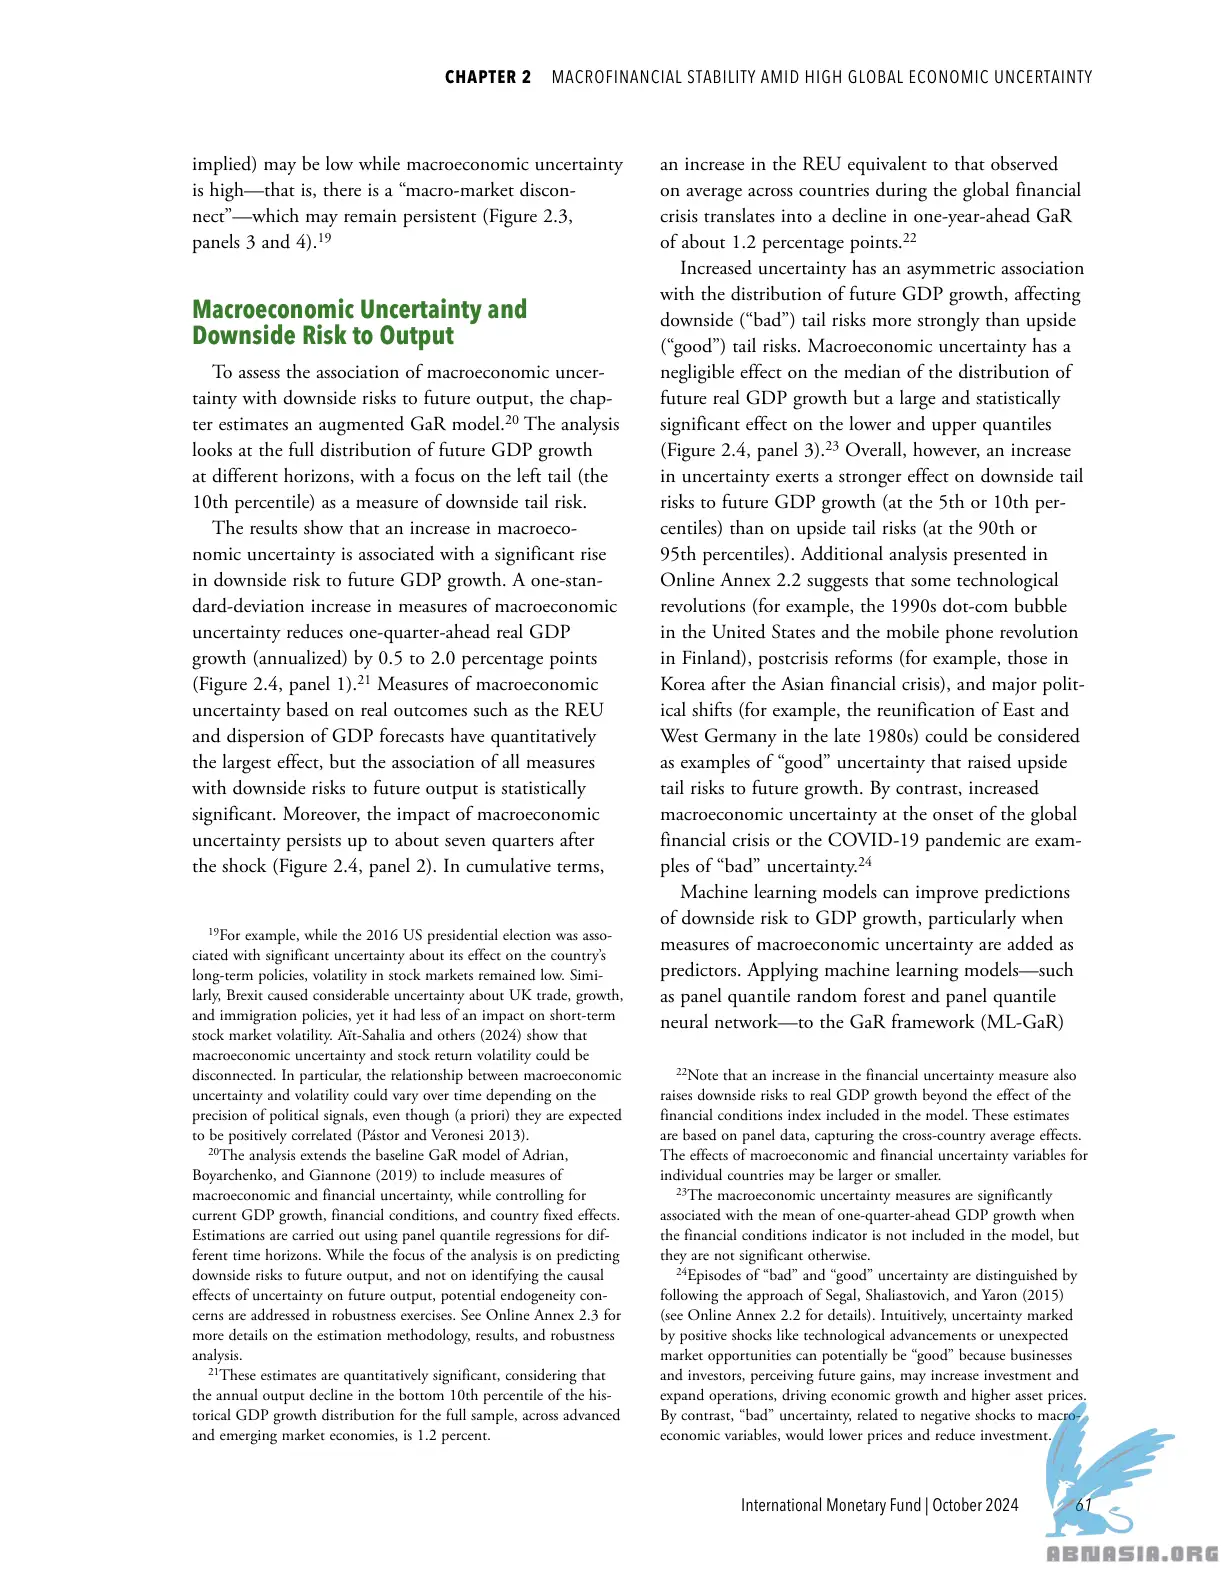 CHAPTER 2 MACROFINANCIAL STABILITY AMID HIGH GLOBAL ECONOMIC UNCERTAINTY
implied) may be low while macroeconomic uncertainty
is high—that is, there is a “macro-market discon-
nect”—which may remain persistent (Figure 2.3,
panels 3 and 4).19
Macroeconomic Uncertainty and
Downside Risk to Output
To assess the association of macroeconomic uncer-
tainty with downside risks to future output, the chap-
ter estimates an augmented GaR model.20 The analysis
looks at the full distribution of future GDP growth
at different horizons, with a focus on the left tail (the
10th percentile) as a measure of downside tail risk.
The results show that an increase in macroeco-
nomic uncertainty is associated with a significant rise
in downside risk to future GDP growth. A one-stan-
dard-deviation increase in measures of macroeconomic
uncertainty reduces one-quarter-ahead real GDP
growth (annualized) by 0.5 to 2.0 percentage points
(Figure 2.4, panel 1).21 Measures of macroeconomic
uncertainty based on real outcomes such as the REU
and dispersion of GDP forecasts have quantitatively
the largest effect, but the association of all measures
with downside risks to future output is statistically
significant. Moreover, the impact of macroeconomic
uncertainty persists up to about seven quarters after
the shock (Figure 2.4, panel 2). In cumulative terms,
19For example, while the 2016 US presidential election was asso-
ciated with significant uncertainty about its effect on the country’s
long-term policies, volatility in stock markets remained low. Simi-
larly, Brexit caused considerable uncertainty about UK trade, growth,
and immigration policies, yet it had less of an impact on short-term
stock market volatility. Aït-Sahalia and others (2024) show that
macroeconomic uncertainty and stock return volatility could be
disconnected. In particular, the relationship between macroeconomic
uncertainty and volatility could vary over time depending on the
precision of political signals, even though (a priori) they are expected
to be positively correlated (Pástor and Veronesi 2013).
20The analysis extends the baseline GaR model of Adrian,
Boyarchenko, and Giannone (2019) to include measures of
macroeconomic and financial uncertainty, while controlling for
current GDP growth, financial conditions, and country fixed effects.
Estimations are carried out using panel quantile regressions for dif-
ferent time horizons. While the focus of the analysis is on predicting
downside risks to future output, and not on identifying the causal
effects of uncertainty on future output, potential endogeneity con-
cerns are addressed in robustness exercises. See Online Annex 2.3 for
more details on the estimation methodology, results, and robustness
analysis.
21These estimates are quantitatively significant, considering that
the annual output decline in the bottom 10th percentile of the his-
torical GDP growth distribution for the full sample, across advanced
and emerging market economies, is 1.2 percent.
an increase in the REU equivalent to that observed
on average across countries during the global financial
crisis translates into a decline in one-year-ahead GaR
of about 1.2 percentage points.22
Increased uncertainty has an asymmetric association
with the distribution of future GDP growth, affecting
downside (“bad”) tail risks more strongly than upside
(“good”) tail risks. Macroeconomic uncertainty has a
negligible effect on the median of the distribution of
future real GDP growth but a large and statistically
significant effect on the lower and upper quantiles
(Figure 2.4, panel 3).23 Overall, however, an increase
in uncertainty exerts a stronger effect on downside tail
risks to future GDP growth (at the 5th or 10th per-
centiles) than on upside tail risks (at the 90th or
95th percentiles). Additional analysis presented in
Online Annex 2.2 suggests that some technological
revolutions (for example, the 1990s dot-com bubble
in the United States and the mobile phone revolution
in Finland), postcrisis reforms (for example, those in
Korea after the Asian financial crisis), and major polit-
ical shifts (for example, the reunification of East and
West Germany in the late 1980s) could be considered
as examples of “good” uncertainty that raised upside
tail risks to future growth. By contrast, increased
macroeconomic uncertainty at the onset of the global
financial crisis or the COVID-19 pandemic are exam-
ples of “bad” uncertainty.24
Machine learning models can improve predictions
of downside risk to GDP growth, particularly when
measures of macroeconomic uncertainty are added as
predictors. Applying machine learning models—such
as panel quantile random forest and panel quantile
neural network—to the GaR framework (ML-GaR)
22Note that an increase in the financial uncertainty measure also
raises downside risks to real GDP growth beyond the effect of the
financial conditions index included in the model. These estimates
are based on panel data, capturing the cross-country average effects.
The effects of macroeconomic and financial uncertainty variables for
individual countries may be larger or smaller.
23The macroeconomic uncertainty measures are significantly
associated with the mean of one-quarter-ahead GDP growth when
the financial conditions indicator is not included in the model, but
they are not significant otherwise.
24Episodes of “bad” and “good” uncertainty are distinguished by
following the approach of Segal, Shaliastovich, and Yaron (2015)
(see Online Annex 2.2 for details). Intuitively, uncertainty marked
by positive shocks like technological advancements or unexpected
market opportunities can potentially be “good” because businesses
and investors, perceiving future gains, may increase investment and
expand operations, driving economic growth and higher asset prices.
By contrast, “bad” uncertainty, related to negative shocks to macro-
economic variables, would lower prices and reduce investment.
International Monetary Fund | October 2024 61
ABNASIA.ORG